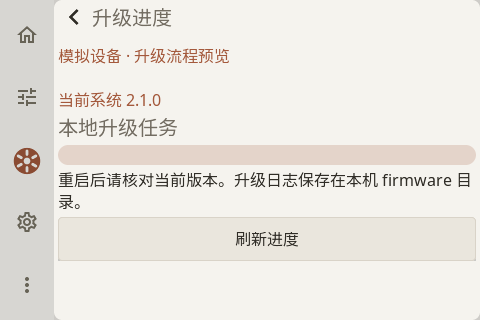 升级进度
模拟设备 · 升级流程预览
当前系统 2.1.0
本地升级任务
重启后请核对当前版本。升级日志保存在本机 firmware 目
录。
刷新进度